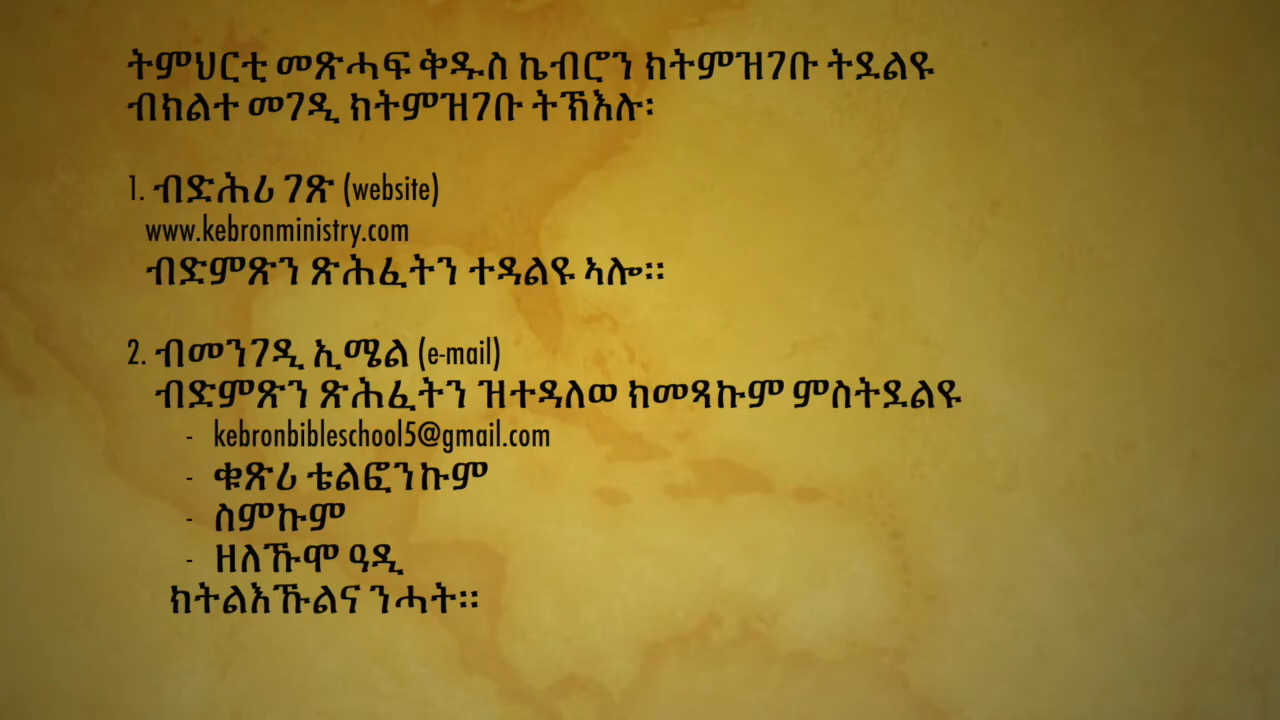 ትምህርቲ መጽሓፍ ቅዱስ ኬብሮን ክትምዝገቡ ትደልዩ
ብክልተ መገዲ ክትምዝገቡ ትኽእሉ፡
1. ብድሕሪ ገጽ (website)
www.kebronministry.com
ብድምጽን ጽሕፈትን ተዳልዩ ኣሎ።
2. ብመንገዲ ኢሜል (e-mail)
ብድምጽን ጽሕፈትን ዝተዳለወ ክመጻኩም ምስትደልዩ
- kebronbibleschool5@gmail.com
- ቁጽሪ ቴልፎንኩም
- ስምኩም
- ዘለኹሞ ዓዲ
ክትልእኹልና ንሓት።